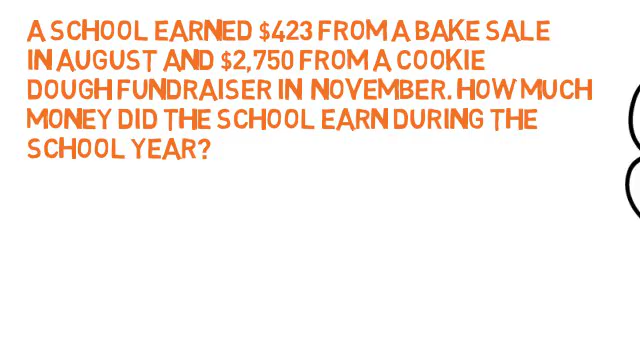 A SCHOOL EARNED $423 FROM A BAKE SALE
IN AUGUST AND $2,750 FROM A COOKIE
DOUGH FUNDRAISER IN NOVEMBER. HOW MUCH
MONEY DID THE SCHOOL EARN DURING THE
SCHOOL YEAR?